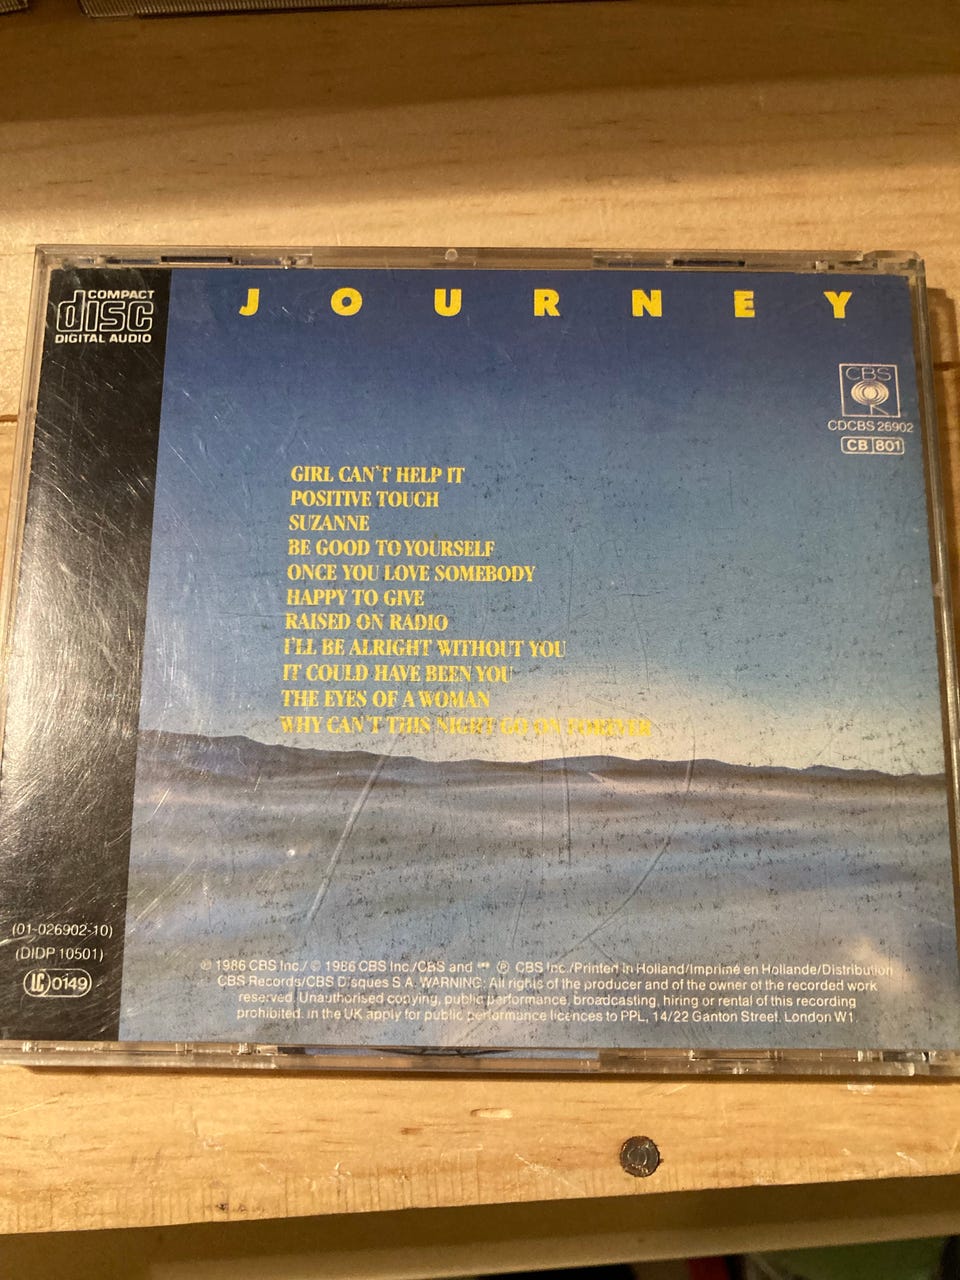 COMPACT
disc
DIGITAL AUDIO
JOURNEY
CBS
CDCBS 26902
CB 801
GIRL CAN'T HELP IT
POSITIVE TOUCH
SUZANNE
BE GOOD TO YOURSELF
ONCE YOU LOVE SOMEBODY
HAPPY TO GIVE
RAISED ON RADIO
I'LL BE ALRIGHT WITHOUT YOU
IT COULD HAVE BEEN YOU
THE EYES OF A WOMAN
WHY CAN'T THIS NIGHT GO ON FOREVER
(01-026902-10)
(DIDP 10501)
LC 0149
℗ 1986 CBS Inc./ © 1986 CBS Inc./CBS and ℗ CBS Inc./Printed in Holland/Imprimé en Hollande/Distribution
CBS Records/CBS Disques S.A. WARNING: All rights of the producer and of the owner of the recorded work
reserved. Unauthorised copying, public performance, broadcasting, hiring or rental of this recording
prohibited. In the UK apply for public performance licences to PPL, 14/22 Ganton Street, London W1.